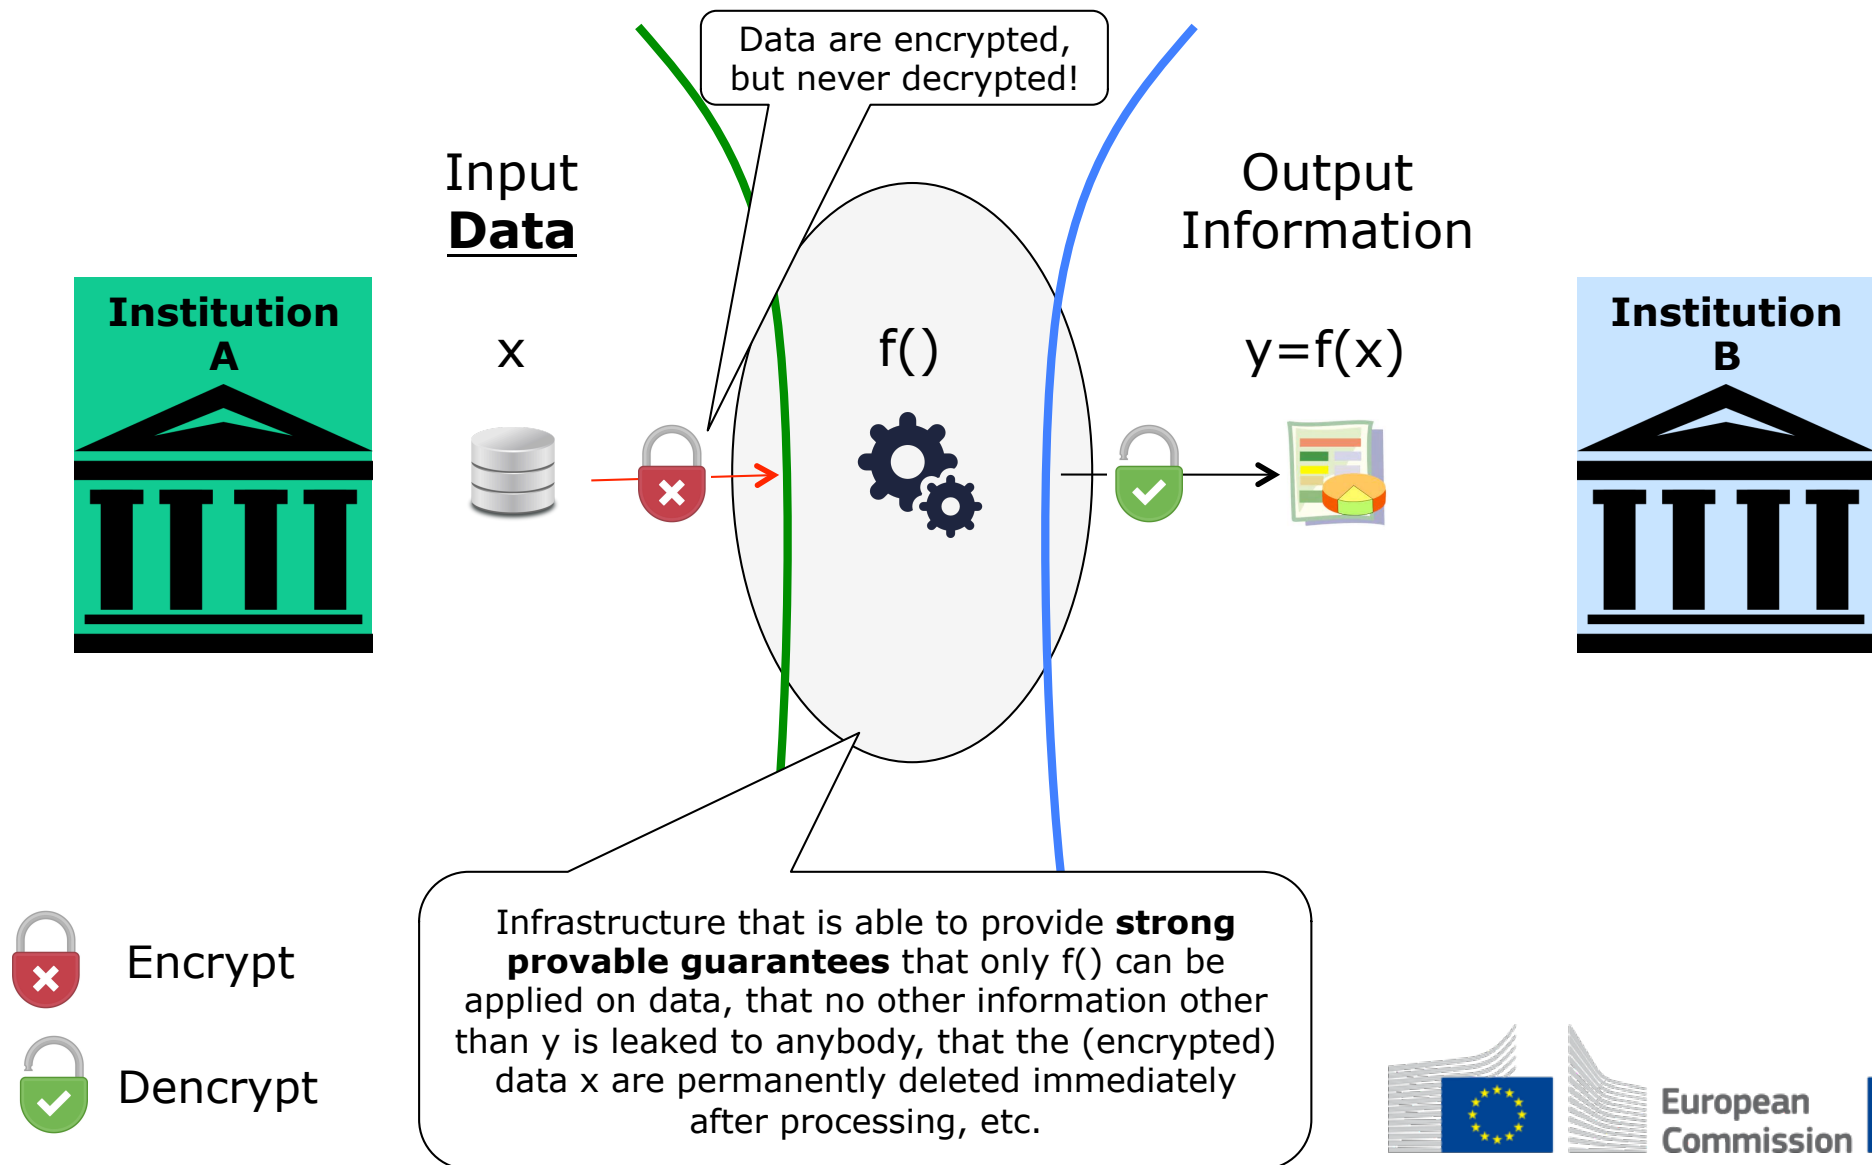 Data are encrypted,
but never decrypted!
Input
Data
Output
Information
Institution
A
x
f()
y=f(x)
Institution
B
Infrastructure that is able to provide strong
provable guarantees that only f() can be
applied on data, that no other information other
than y is leaked to anybody, that the (encrypted)
data x are permanently deleted immediately
after processing, etc.
Encrypt
Dencrypt
European
Commission